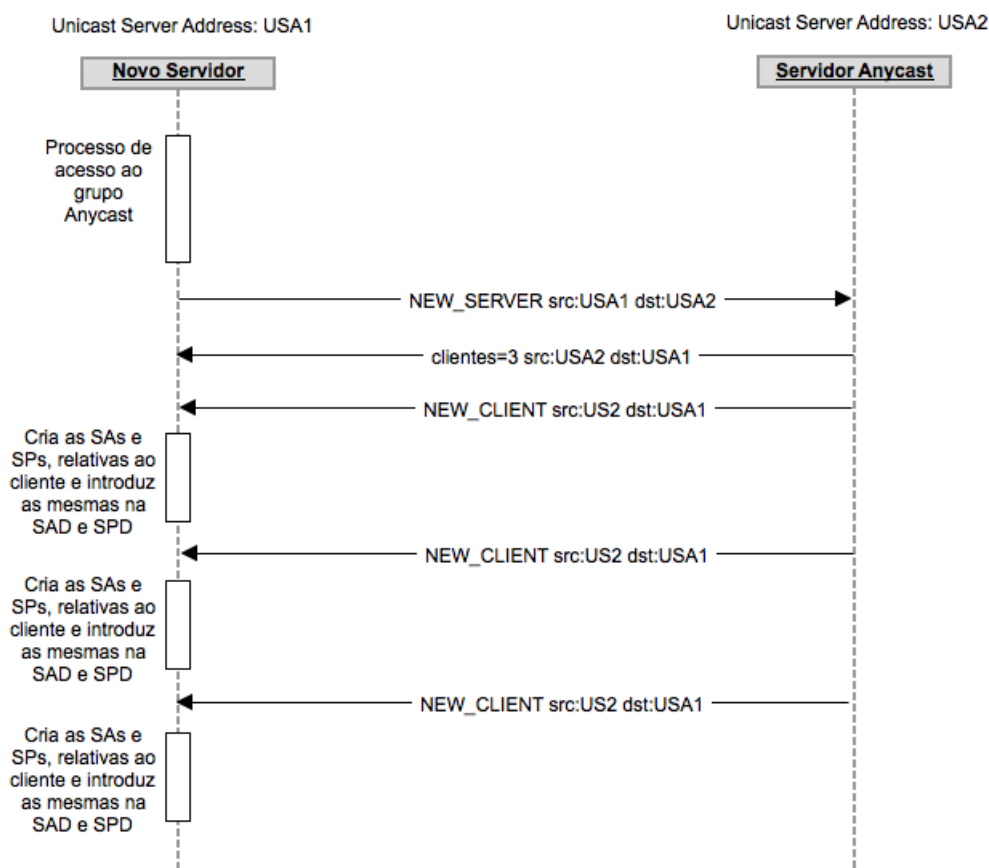 Unicast Server Address: USA1
Unicast Server Address: USA2
Novo Servidor
Servidor Anycast
Processo de
acesso ao
grupo
Anycast
NEW_SERVER src:USA1 dst:USA2
clientes=3 src:USA2 dst:USA1
NEW_CLIENT src:US2 dst:USA1
Cria as SAs e
SPs, relativas ao
cliente e introduz
as mesmas na
SAD e SPD
NEW_CLIENT src:US2 dst:USA1
Cria as SAs e
SPs, relativas ao
cliente e introduz
as mesmas na
SAD e SPD
NEW_CLIENT src:US2 dst:USA1
Cria as SAs e
SPs, relativas ao
cliente e introduz
as mesmas na
SAD e SPD